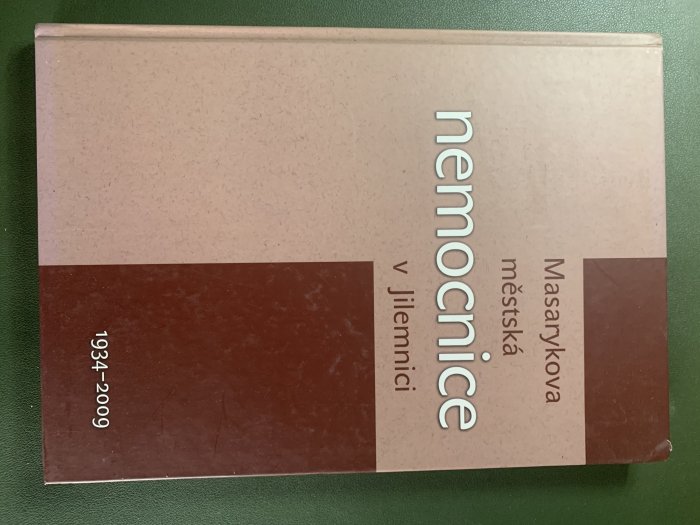 Masarykova
městská
nemocnice
v Jilemnici
1934–2009